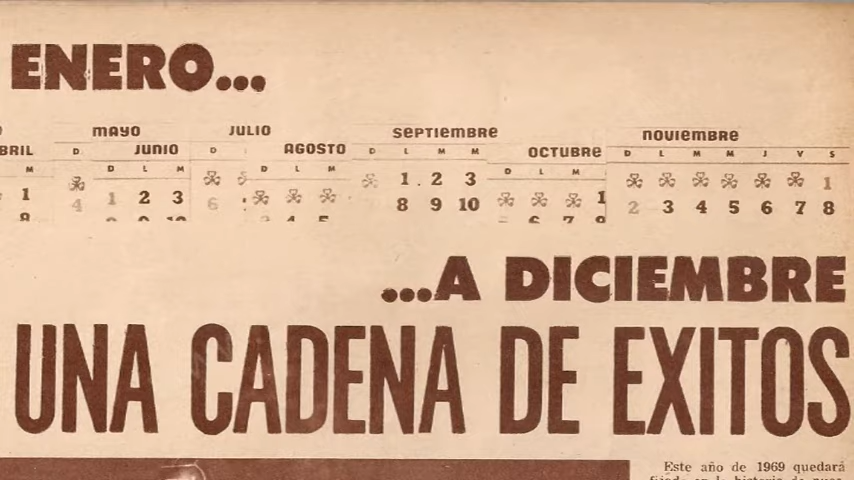 ENERO...
MAYO JULIO SEPTIEMBRE NOVIEMBRE
BRIL JUNIO AGOSTO OCTUBRE
M D D L M D D L M D L M M D L M D L M M J V S
1 4 1 2 3 6 1 2 3 1 1
8 9 10 2 3 4 5 6 7 8
...A DICIEMBRE
UNA CADENA DE EXITOS
Este año de 1969 quedará